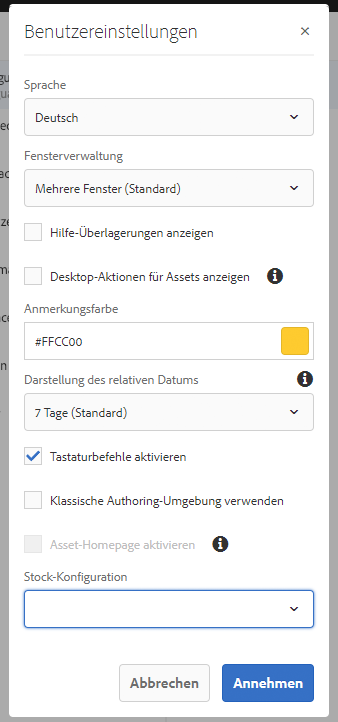 Benutzereinstellungen
Sprache
Deutsch
Fensterverwaltung
Mehrere Fenster (Standard)
Hilfe-Überlagerungen anzeigen
Desktop-Aktionen für Assets anzeigen
Anmerkungsfarbe
#FFCC00
Darstellung des relativen Datums
7 Tage (Standard)
Tastaturbefehle aktivieren
Klassische Authoring-Umgebung verwenden
Asset-Homepage aktivieren
Stock-Konfiguration
Abbrechen Annehmen